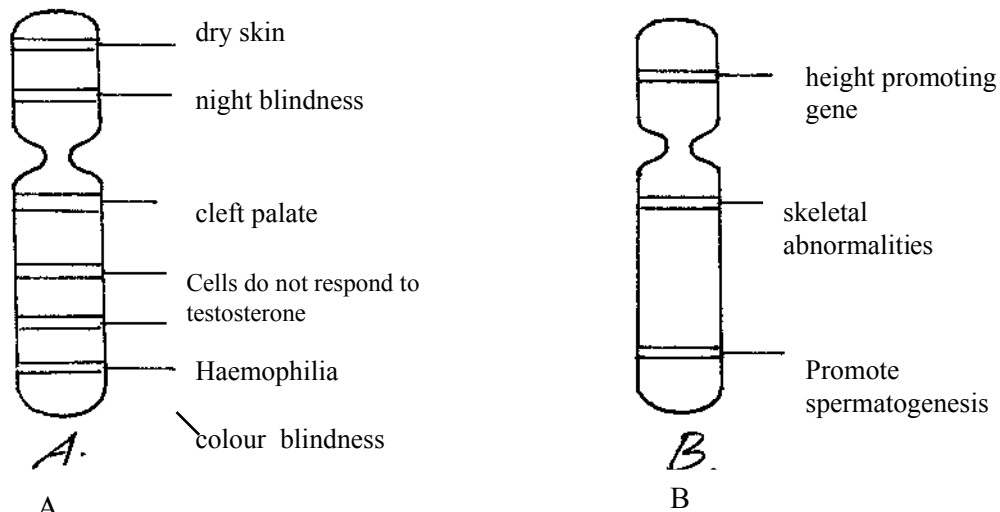 dry skin
night blindness
cleft palate
Cells do not respond to
testosterone
Haemophilia
colour blindness
A.
A
height promoting
gene
skeletal
abnormalities
Promote
spermatogenesis
B.
B